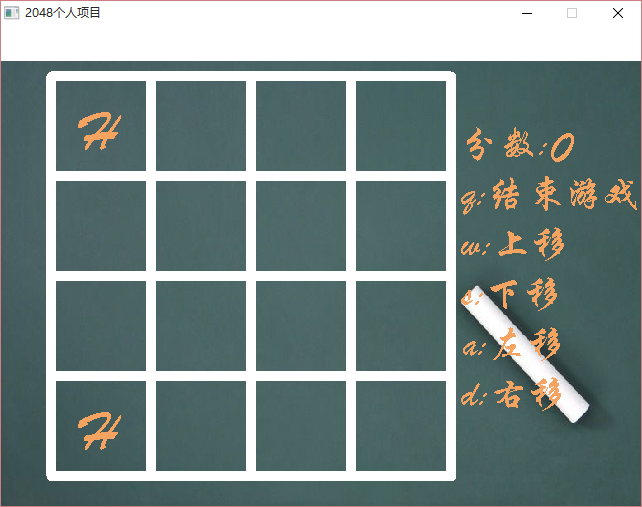 2048个人项目
H
分数:0
q:结束游戏
w:上移
s:下移
a:左移
d:右移
H